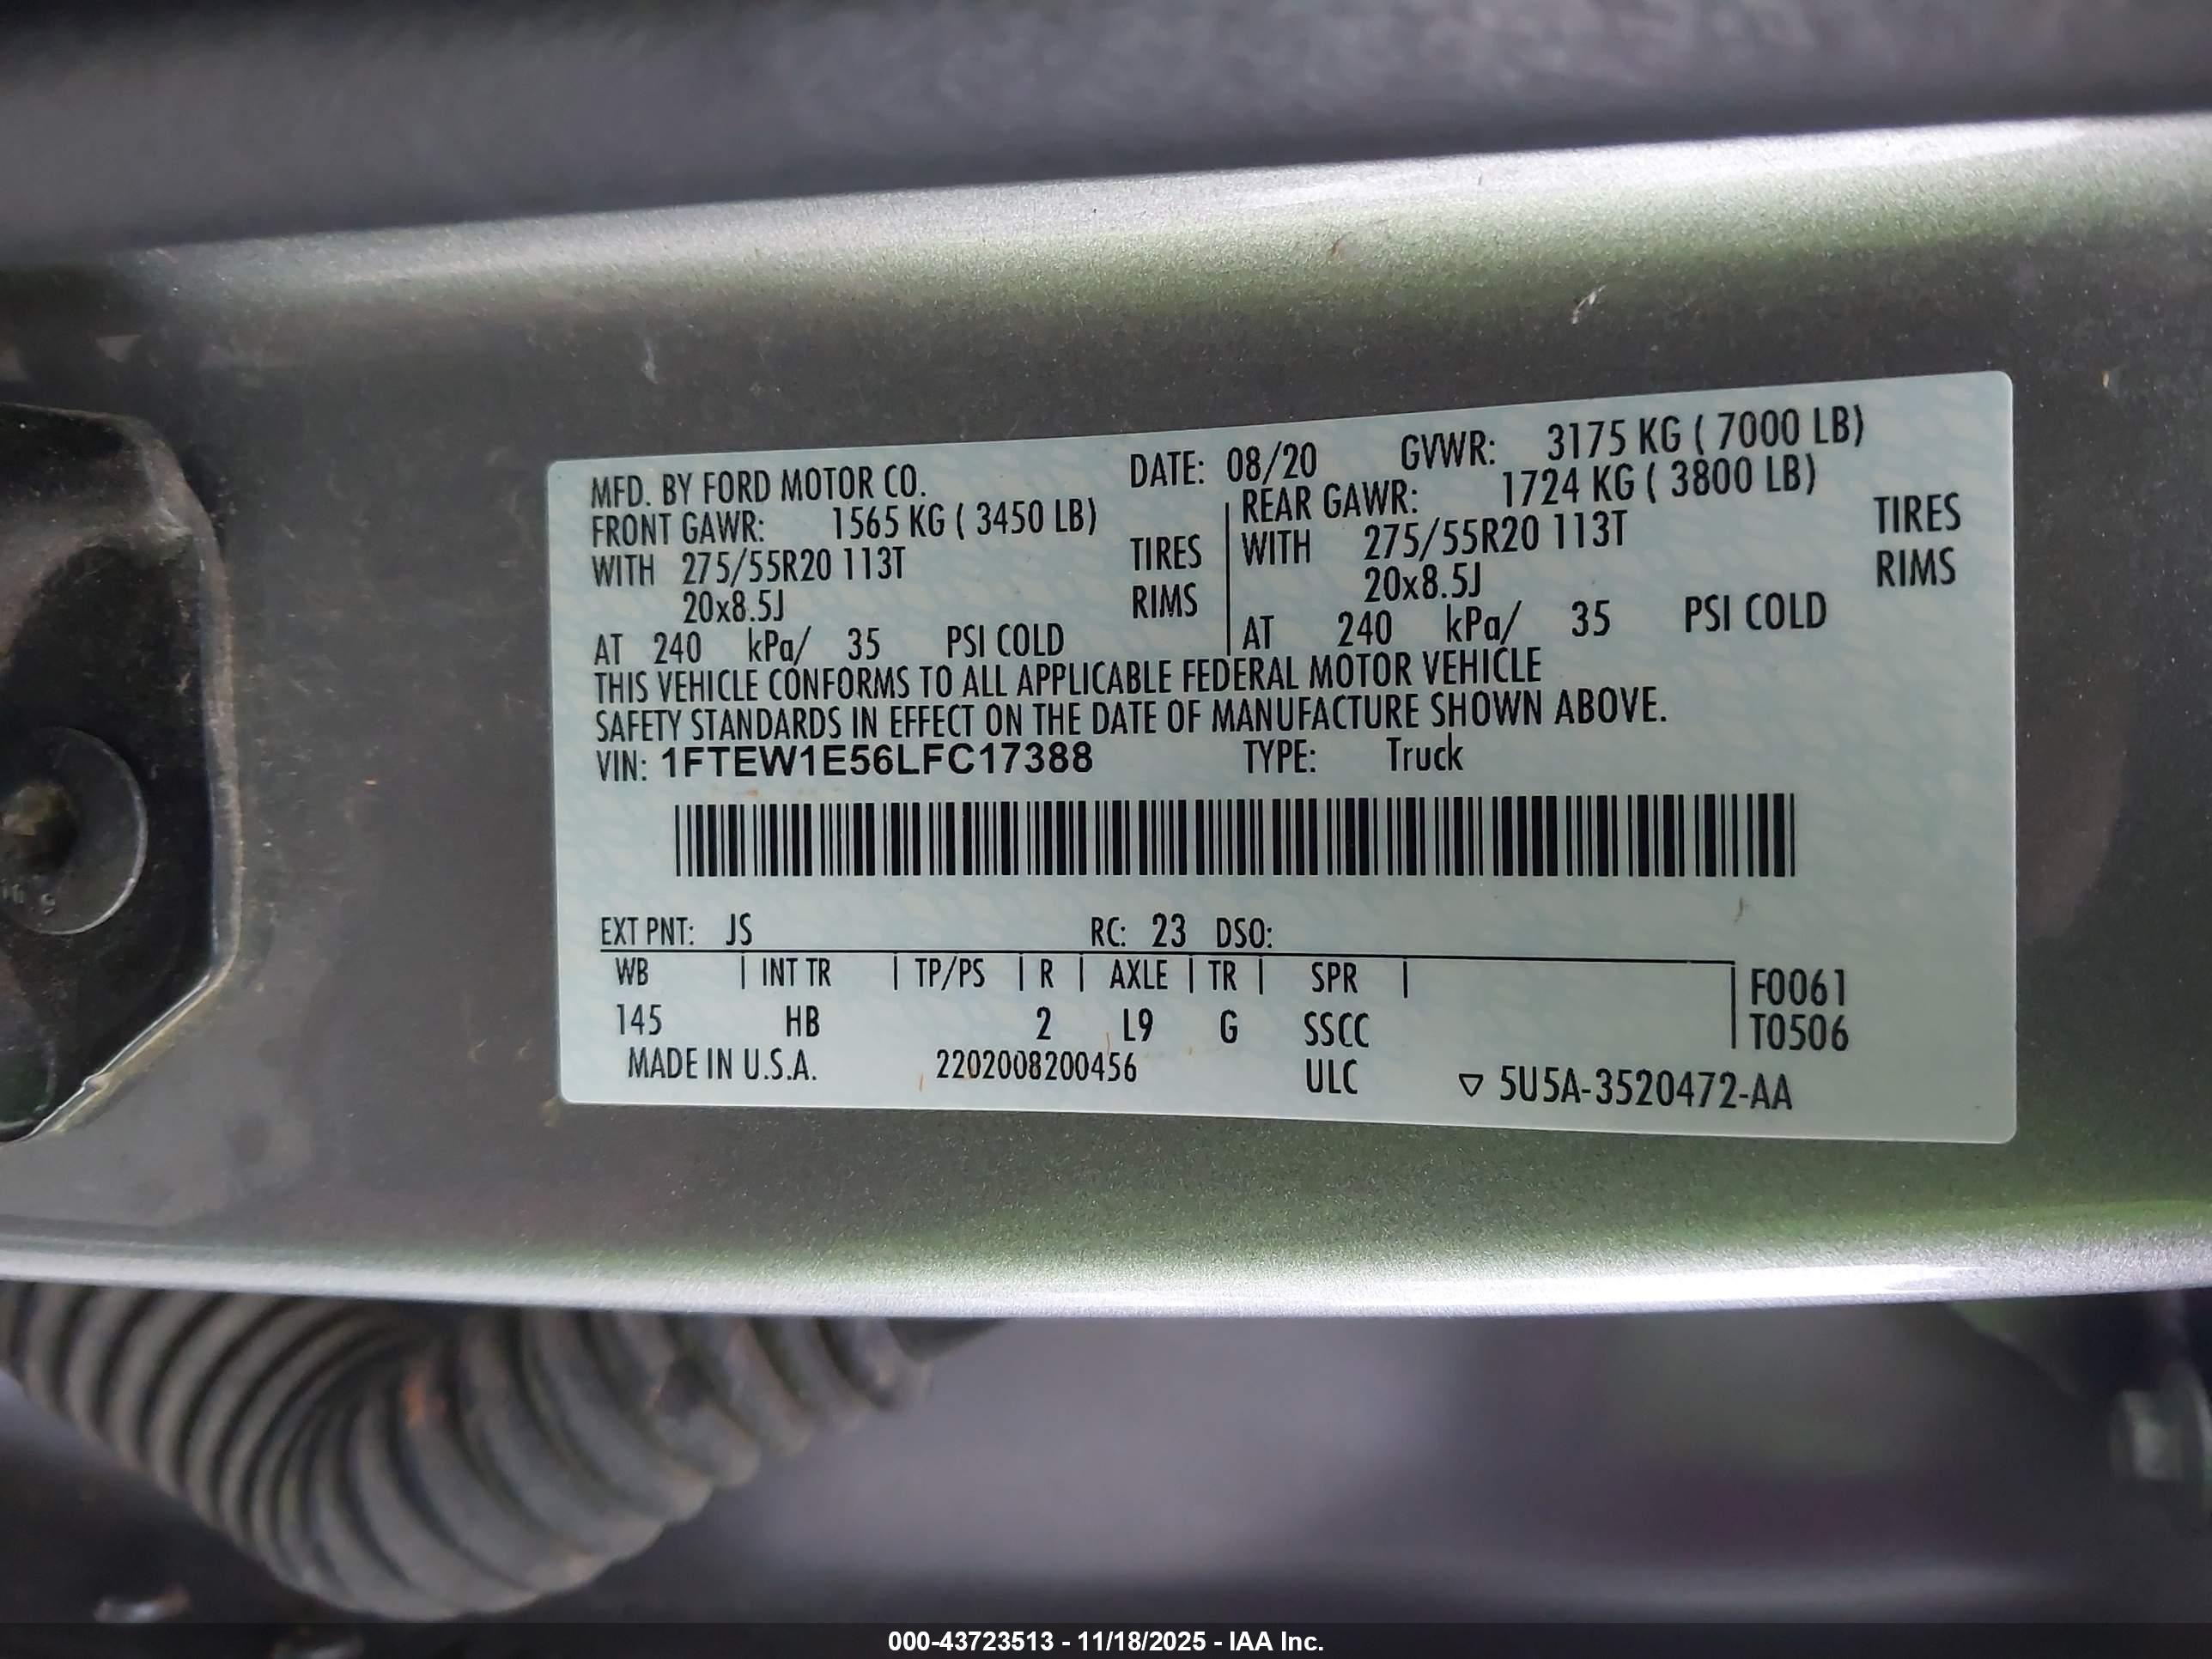 MFD. BY FORD MOTOR CO. DATE: 08/20 GVWR: 3175 KG ( 7000 LB)
FRONT GAWR: 1565 KG ( 3450 LB) REAR GAWR: 1724 KG ( 3800 LB)
WITH 275/55R20 113T TIRES WITH 275/55R20 113T TIRES
20x8.5J RIMS 20x8.5J RIMS
AT 240 kPa/ 35 PSI COLD AT 240 kPa/ 35 PSI COLD
THIS VEHICLE CONFORMS TO ALL APPLICABLE FEDERAL MOTOR VEHICLE
SAFETY STANDARDS IN EFFECT ON THE DATE OF MANUFACTURE SHOWN ABOVE.
VIN: 1FTEW1E56LFC17388 TYPE: Truck
EXT PNT: JS RC: 23 DSO:
WB | INT TR | TP/PS | R | AXLE | TR | SPR | F0061
145 HB 2 L9 G SSCC T0506
MADE IN U.S.A. 2202008200456 ULC ▽ 5U5A-3520472-AA
000-43723513 - 11/18/2025 - IAA Inc.